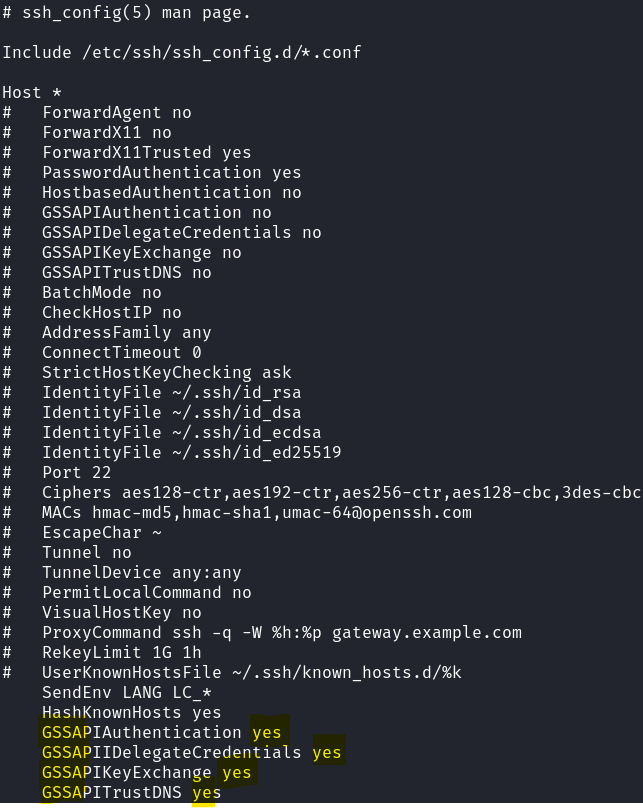 # ssh_config(5) man page.
Include /etc/ssh/ssh_config.d/*.conf
Host *
# ForwardAgent no
# ForwardX11 no
# ForwardX11Trusted yes
# PasswordAuthentication yes
# HostbasedAuthentication no
# GSSAPIAuthentication no
# GSSAPIDelegateCredentials no
# GSSAPIKeyExchange no
# GSSAPITrustDNS no
# BatchMode no
# CheckHostIP no
# AddressFamily any
# ConnectTimeout 0
# StrictHostKeyChecking ask
# IdentityFile ~/.ssh/id_rsa
# IdentityFile ~/.ssh/id_dsa
# IdentityFile ~/.ssh/id_ecdsa
# IdentityFile ~/.ssh/id_ed25519
# Port 22
# Ciphers aes128-ctr,aes192-ctr,aes256-ctr,aes128-cbc,3des-cbc
# MACs hmac-md5,hmac-sha1,umac-64@openssh.com
# EscapeChar ~
# Tunnel no
# TunnelDevice any:any
# PermitLocalCommand no
# VisualHostKey no
# ProxyCommand ssh -q -W %h:%p gateway.example.com
# RekeyLimit 1G 1h
# UserKnownHostsFile ~/.ssh/known_hosts.d/%k
SendEnv LANG LC_*
HashKnownHosts yes
GSSAPIAuthentication yes
GSSAPIIDelegateCredentials yes
GSSAPIKeyExchange yes
GSSAPITrustDNS yes